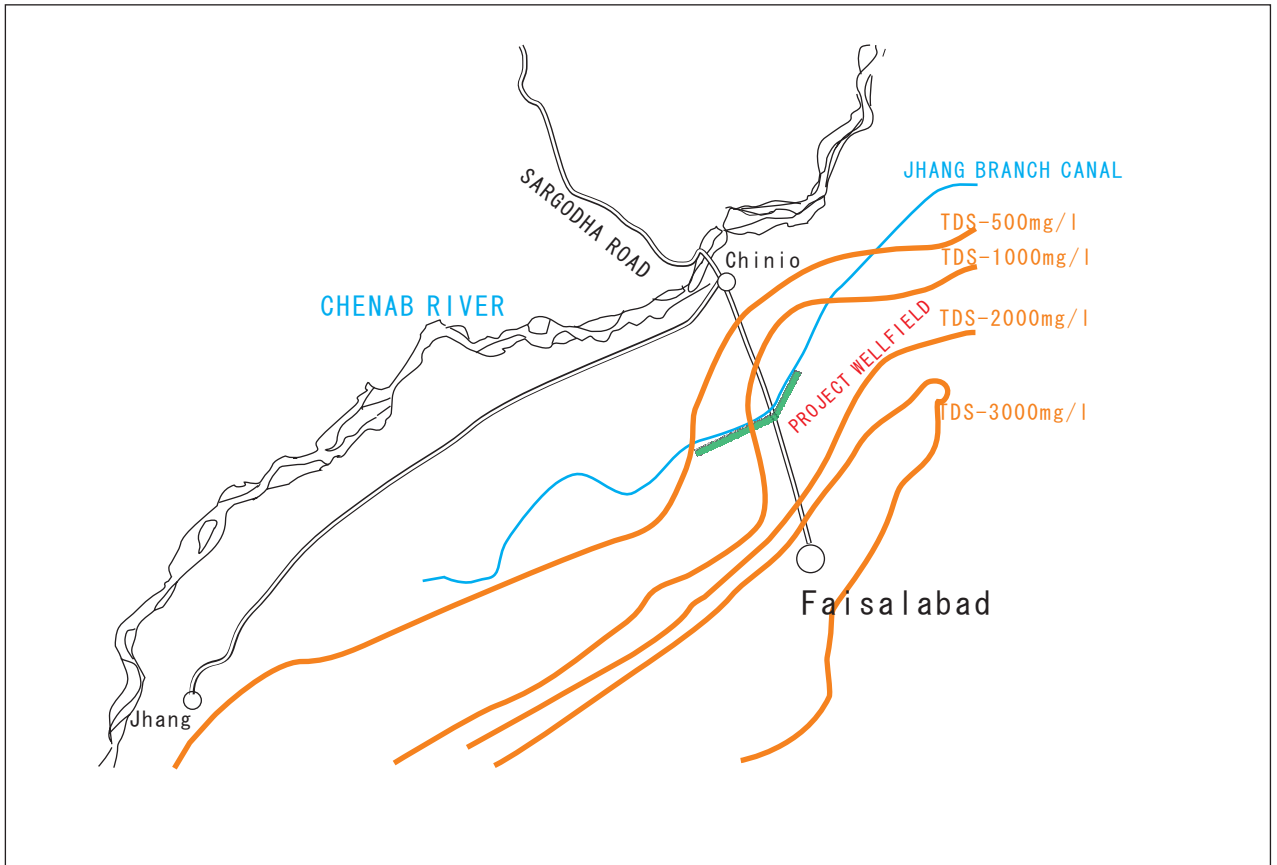 JHANG BRANCH CANAL
TDS-500mg/l
SARGODHA ROAD
Chinio
TDS-1000mg/l
CHENAB RIVER
TDS-2000mg/l
PROJECT WELLFIELD
TDS-3000mg/l
Faisalabad
Jhang